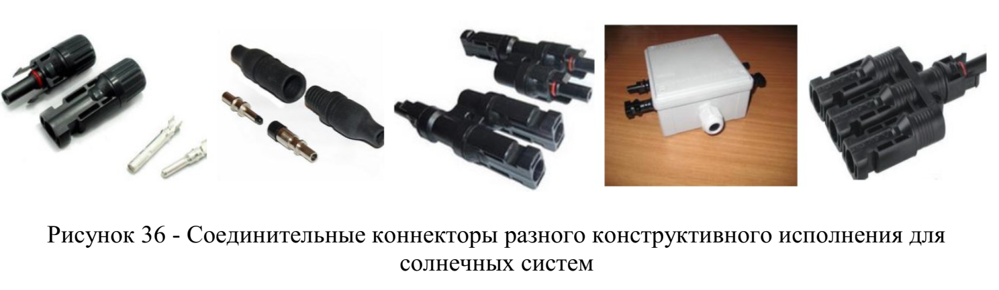 Рисунок 36 - Соединительные коннекторы разного конструктивного исполнения для
солнечных систем